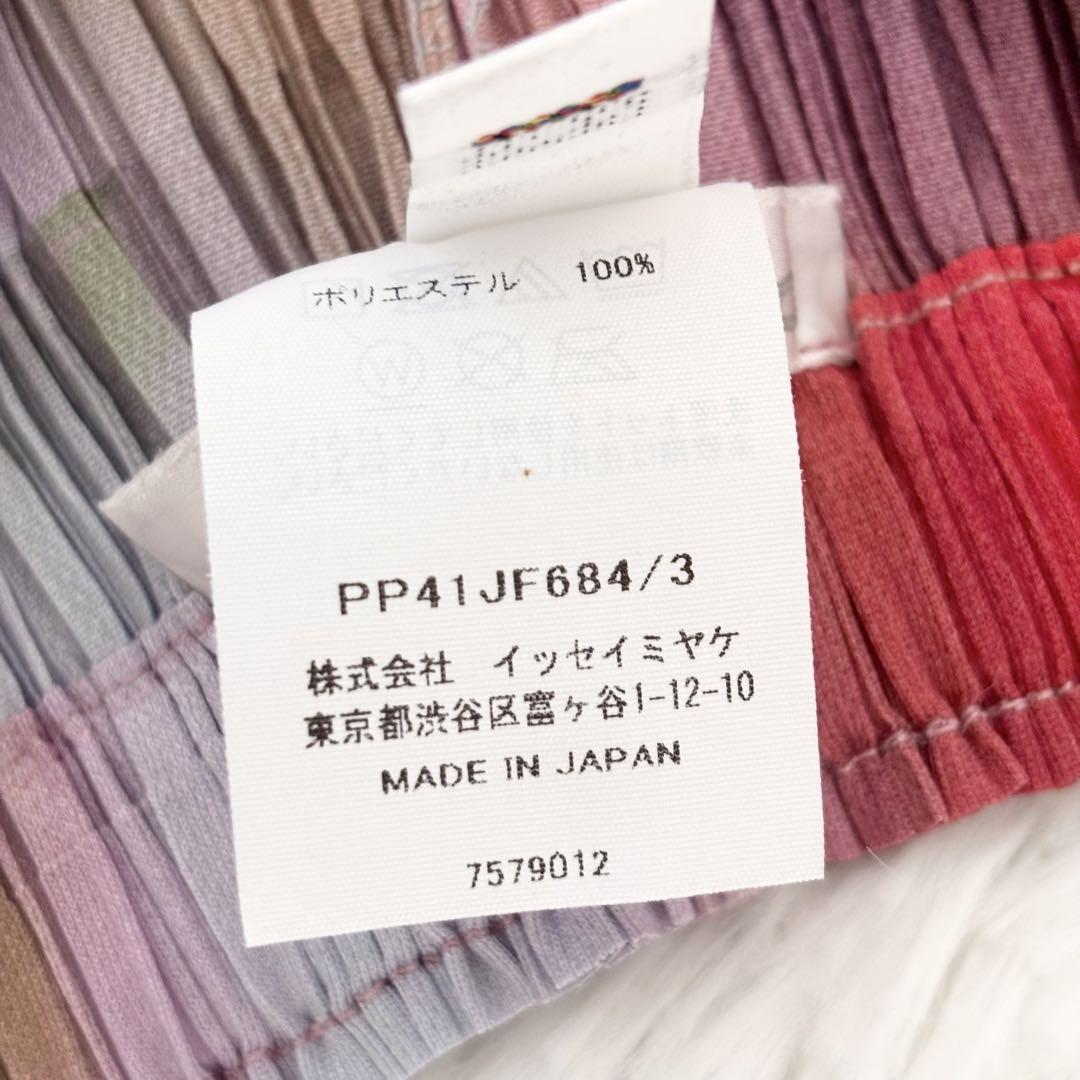 ポリエステル 100%
PP41JF684/3
株式会社 イッセイミヤケ
東京都渋谷区富ヶ谷1-12-10
MADE IN JAPAN
7579012